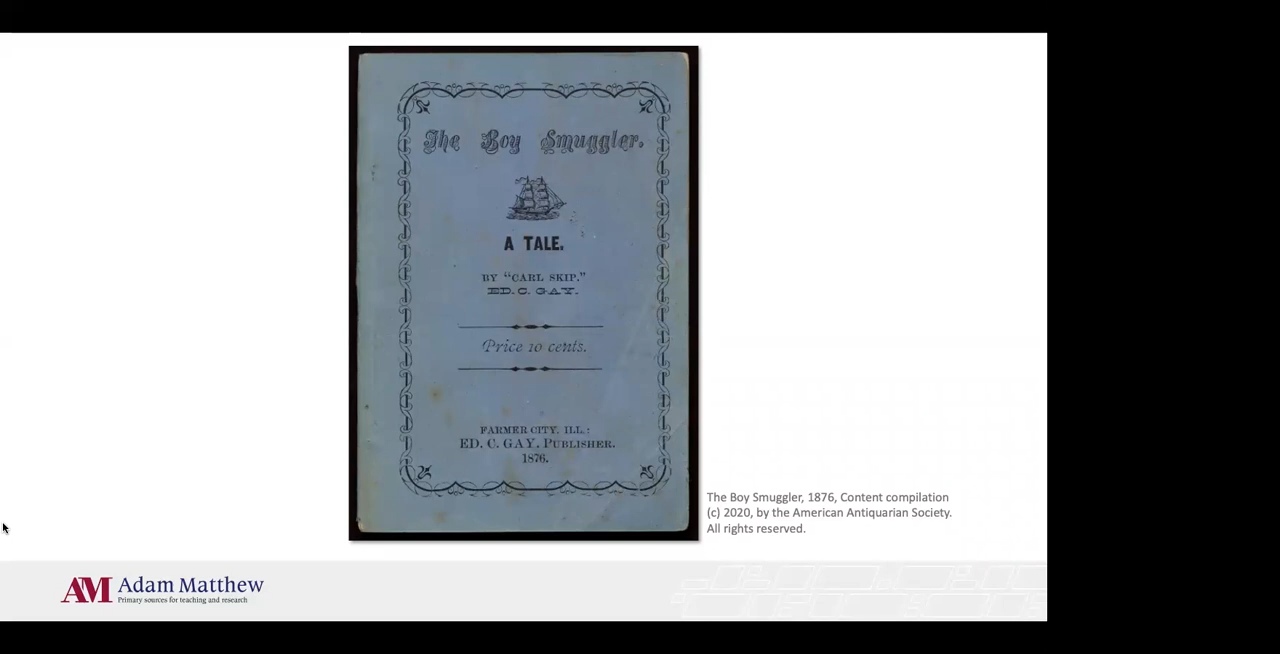 The Boy Smuggler.
A TALE.
BY "CARL SKIP."
ED. C. GAY.
Price 10 cents.
FARMER CITY, ILL.:
ED. C. GAY, PUBLISHER.
1876.
The Boy Smuggler, 1876, Content compilation
(c) 2020, by the American Antiquarian Society.
All rights reserved.
AM Adam Matthew
Primary sources for teaching and research